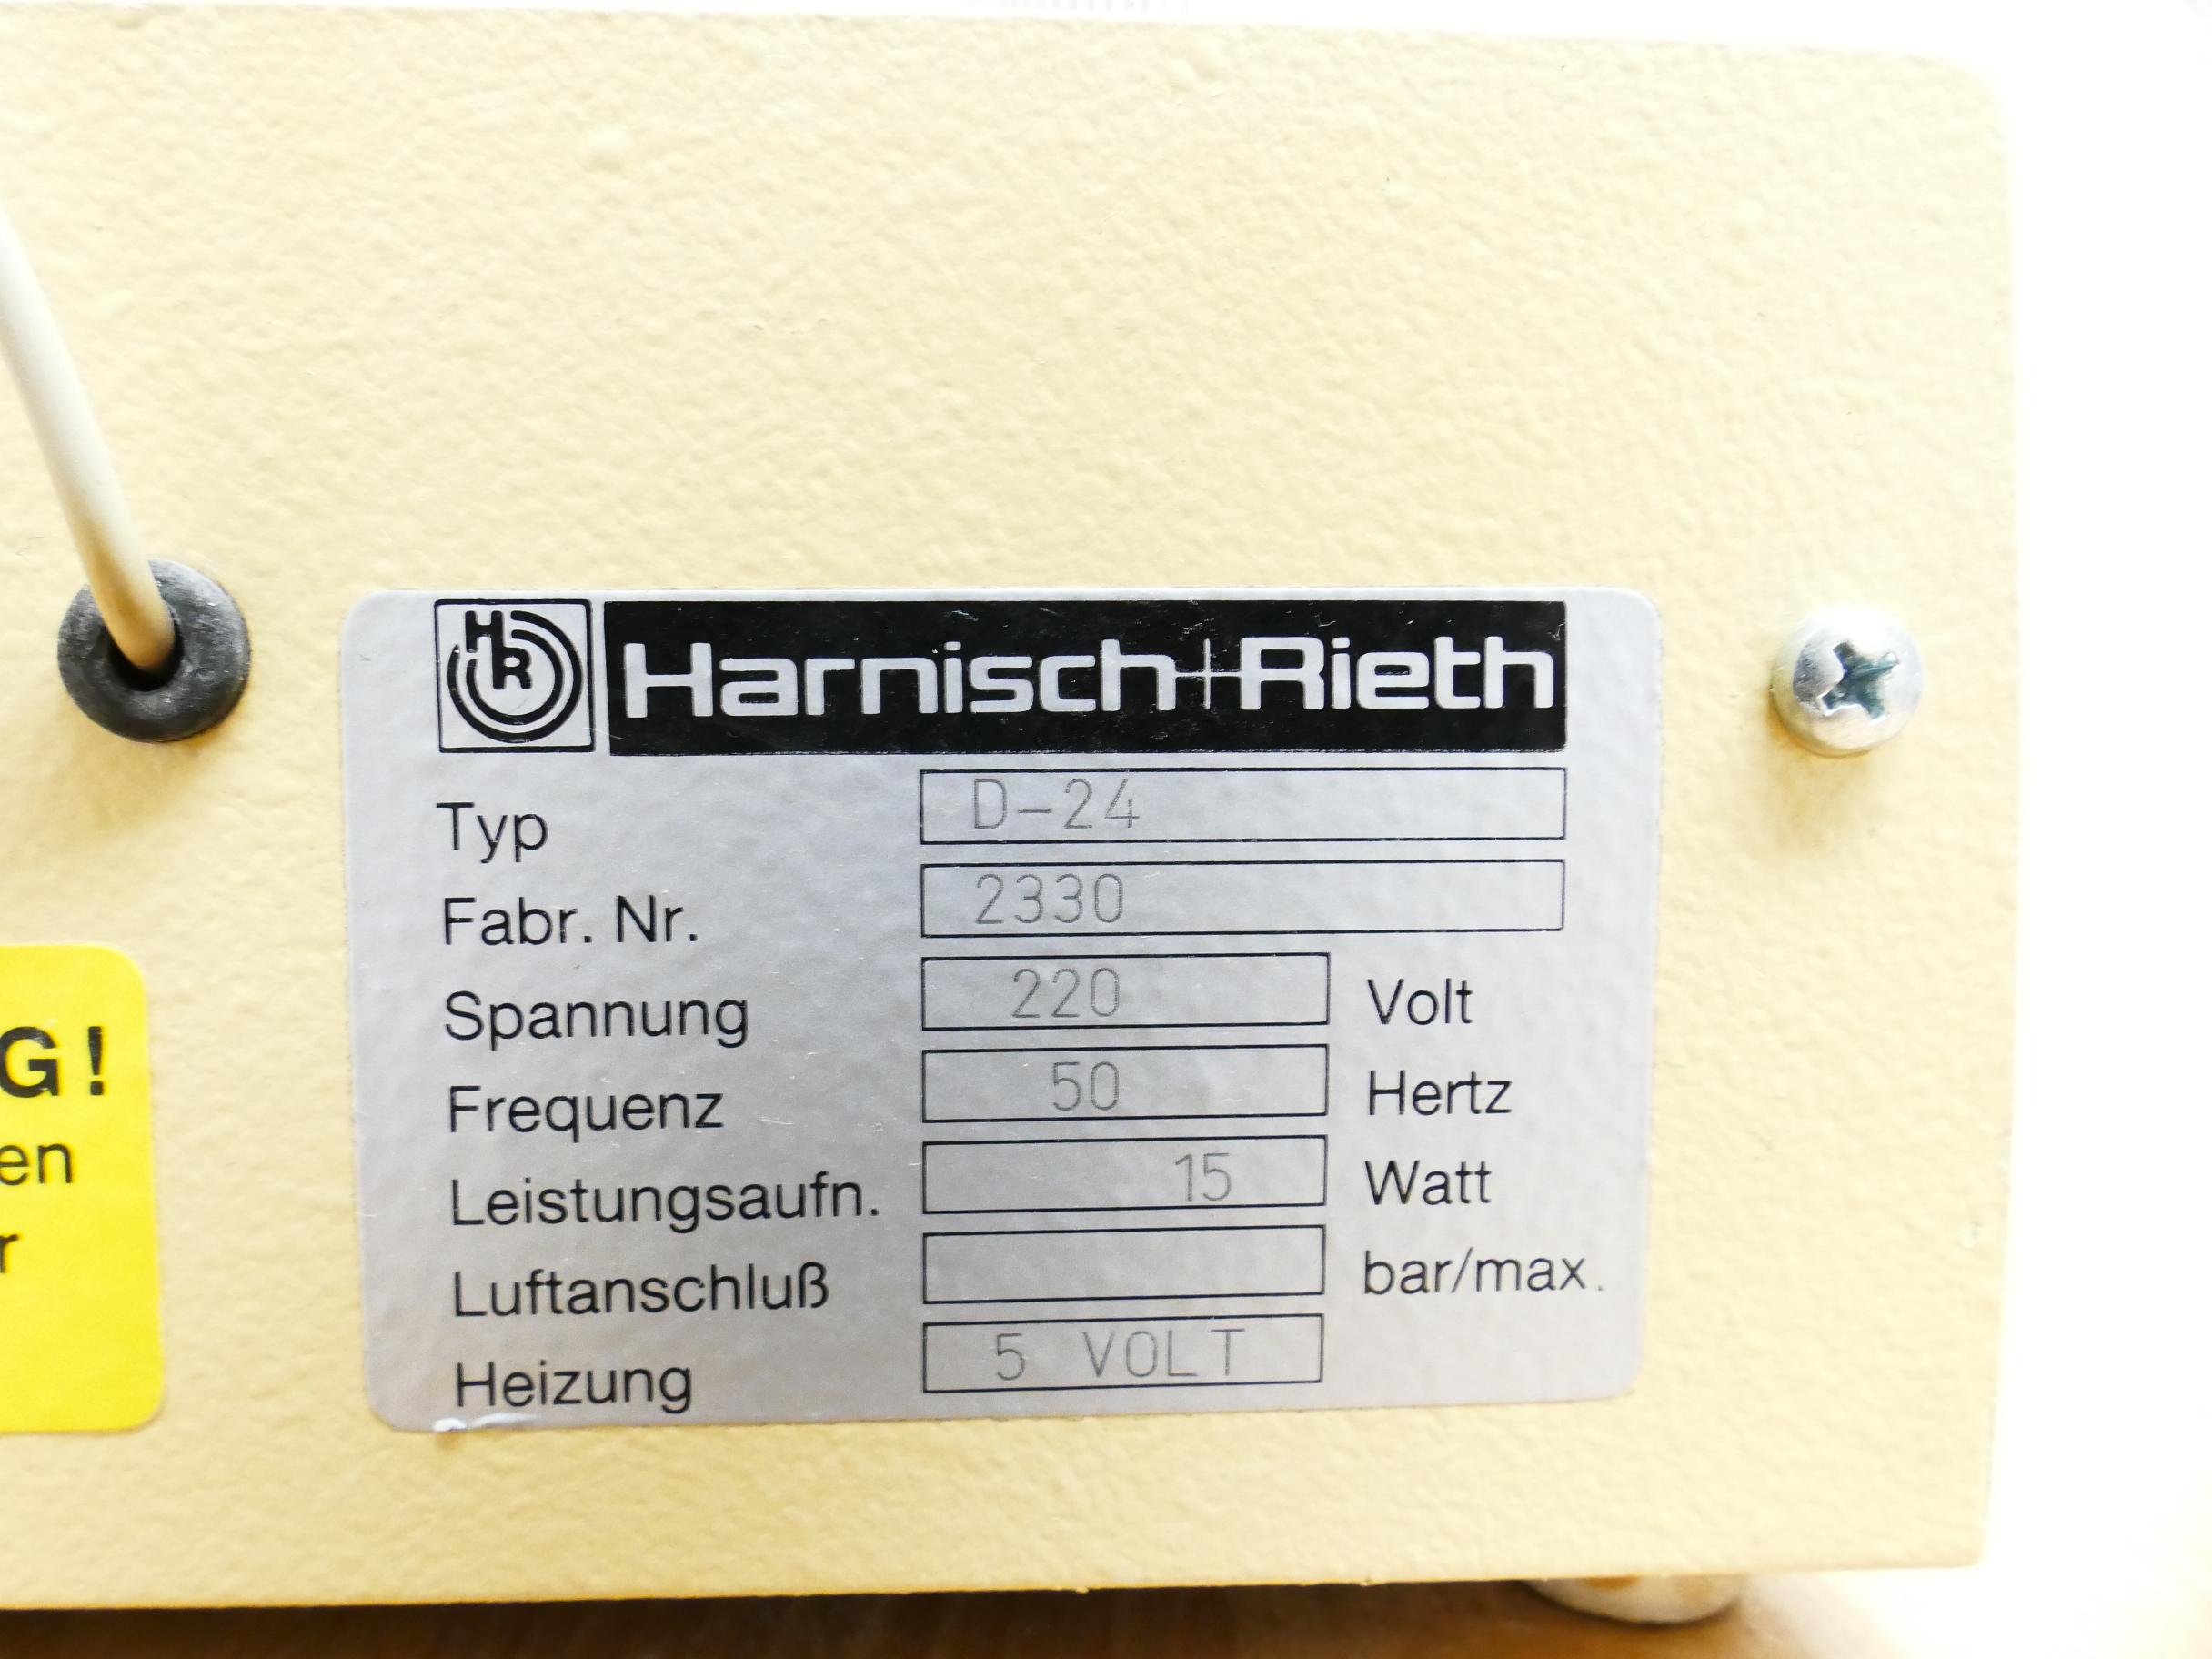 HR Harnisch+Rieth
Typ D-24
Fabr. Nr. 2330
Spannung 220 Volt
Frequenz 50 Hertz
Leistungsaufn. 15 Watt
Luftanschluß bar/max.
Heizung 5 VOLT
G!
en
r